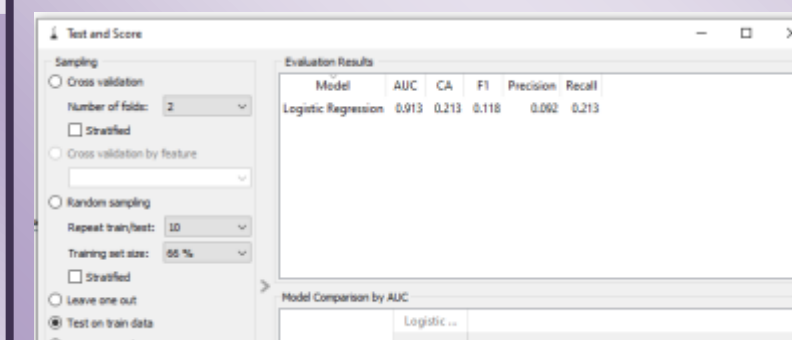 Test and Score
Sampling
Cross validation
Number of folds: 2
Stratified
Cross validation by feature
Random sampling
Repeat train/test: 10
Training set size: 66 %
Stratified
Leave one out
Test on train data
Evaluation Results
Model AUC CA F1 Precision Recall
Logistic Regression 0.913 0.213 0.118 0.092 0.213
Model Comparison by AUC
Logistic ...